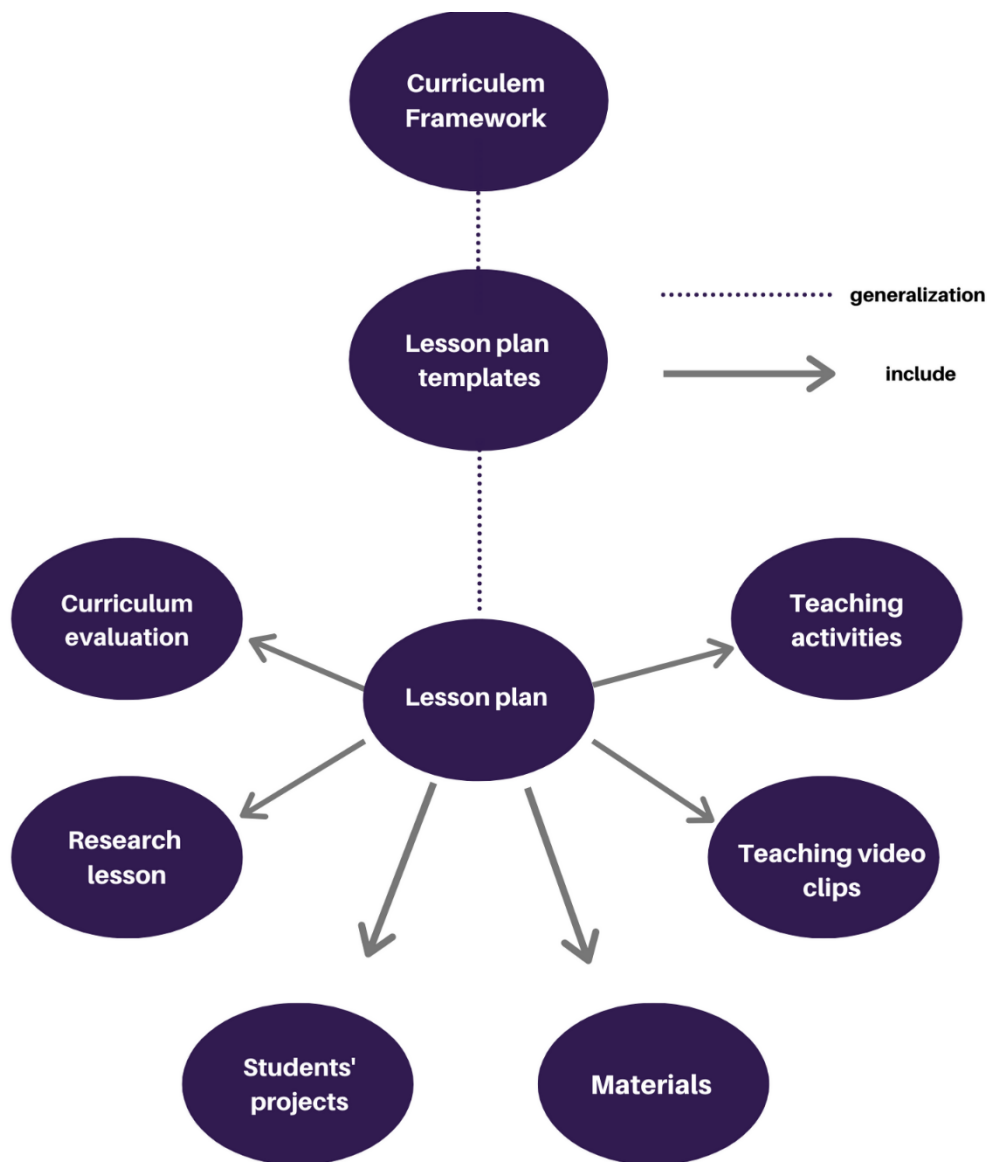 Curriculem
Framework
Lesson plan
templates
generalization
include
Curriculum
evaluation
Teaching
activities
Lesson plan
Research
lesson
Teaching video
clips
Students'
projects
Materials